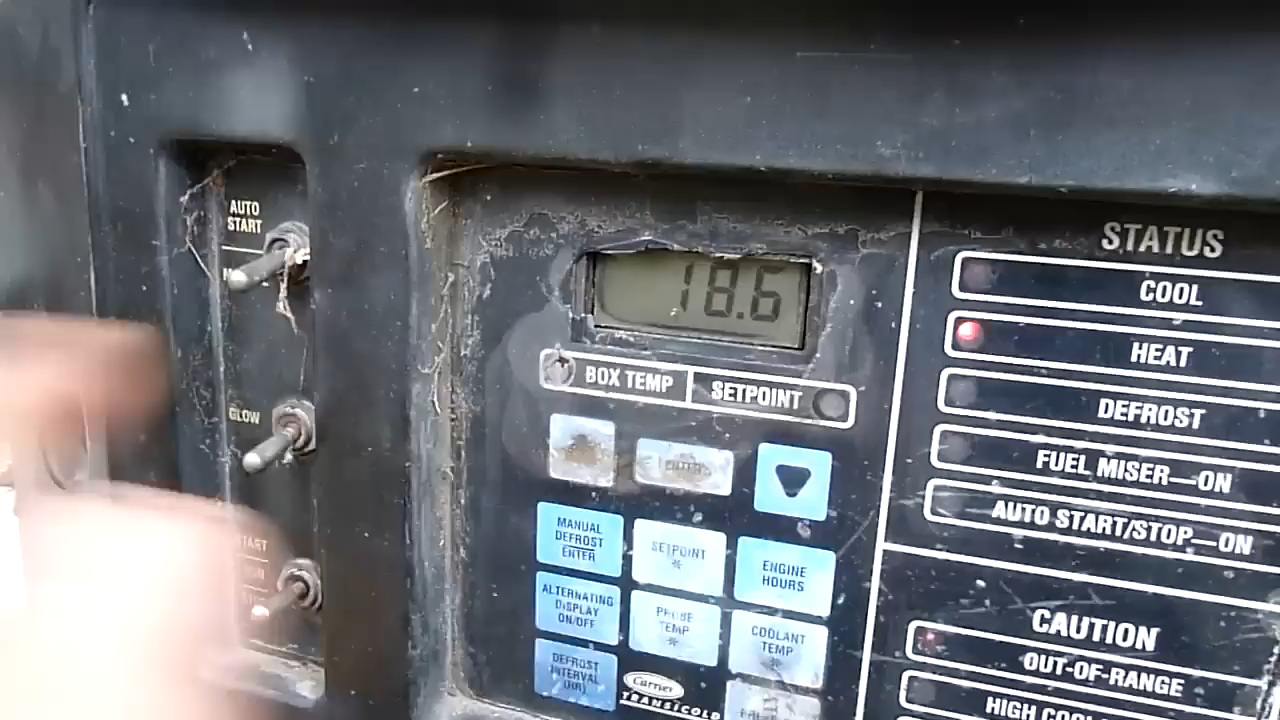 AUTO
START
GLOW
18.6
BOX TEMP
SETPOINT
ENTER
MANUAL
DEFROST
ENTER
SETPOINT
*
ENGINE
HOURS
ALTERNATING
DISPLAY
ON/OFF
PROBE
TEMP
*
COOLANT
TEMP
*
DEFROST
INTERVAL
(HR)
Carrier
TRANSICOLD
STATUS
COOL
HEAT
DEFROST
FUEL MISER—ON
AUTO START/STOP—ON
CAUTION
OUT-OF-RANGE
HIGH